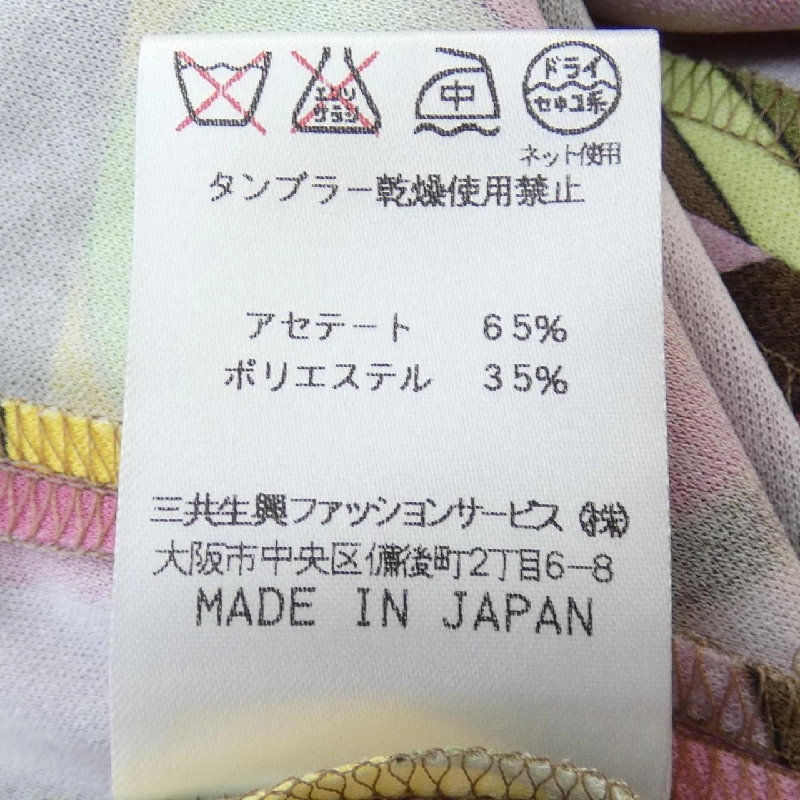 エンソ
サラシ
中
ドライ
セキユ系
ネット使用
タンブラー乾燥使用禁止
アセテート 65%
ポリエステル 35%
三共生興ファッションサービス㈱
大阪市中央区備後町2丁目6-8
MADE IN JAPAN